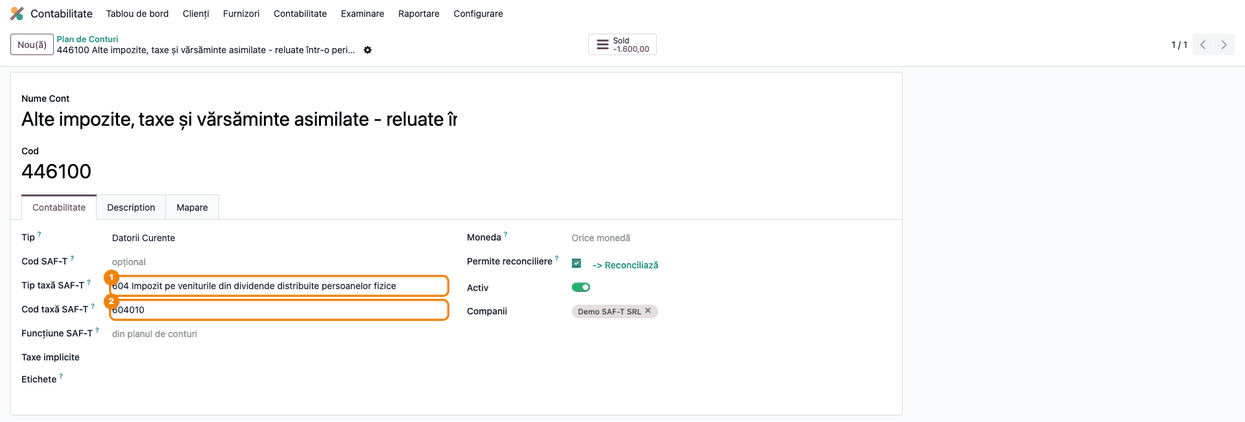 Contabilitate Tablou de bord Clienți Furnizori Contabilitate Examinare Raportare Configurare
Nou(ă) Plan de Conturi
446100 Alte impozite, taxe și vărsăminte asimilate - reluate într-o peri...
Sold
-1.600,00
1 / 1
Nume Cont
Alte impozite, taxe și vărsăminte asimilate - reluate îr
Cod
446100
Contabilitate Description Mapare
Tip ? Datorii Curente
Moneda ? Orice monedă
Cod SAF-T ? opțional
Permite reconciliere ? -> Reconciliază
1
Tip taxă SAF-T ? 604 Impozit pe veniturile din dividende distribuite persoanelor fizice
Activ
2
Cod taxă SAF-T ? 604010
Companii Demo SAF-T SRL
Funcțiune SAF-T ? din planul de conturi
Taxe implicite
Etichete ?